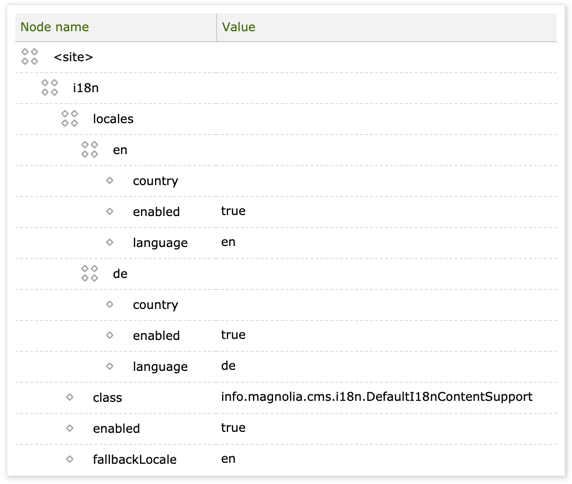 Node name Value
<site>
i18n
locales
en
country
enabled true
language en
de
country
enabled true
language de
class info.magnolia.cms.i18n.DefaultI18nContentSupport
enabled true
fallbackLocale en